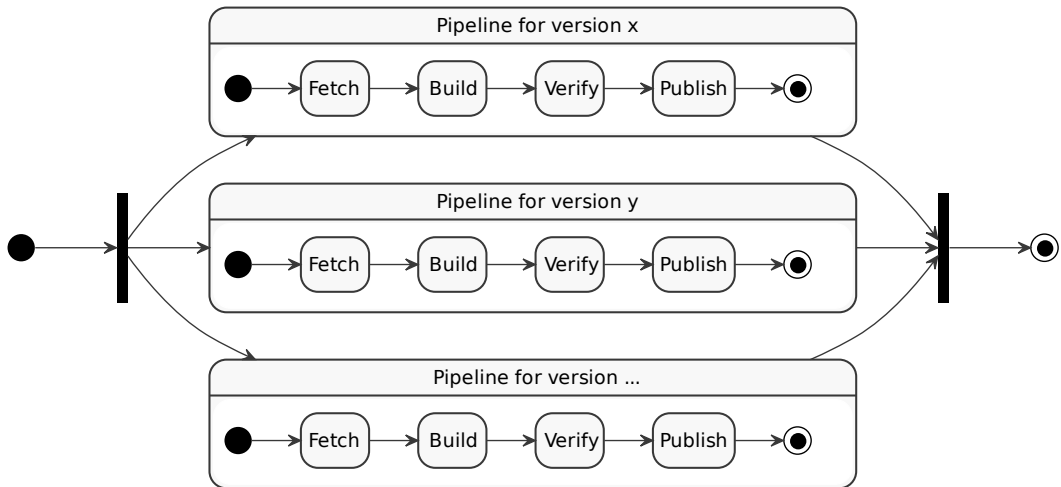 Pipeline for version x
Fetch
Build
Verify
Publish
Pipeline for version y
Fetch
Build
Verify
Publish
Pipeline for version ...
Fetch
Build
Verify
Publish